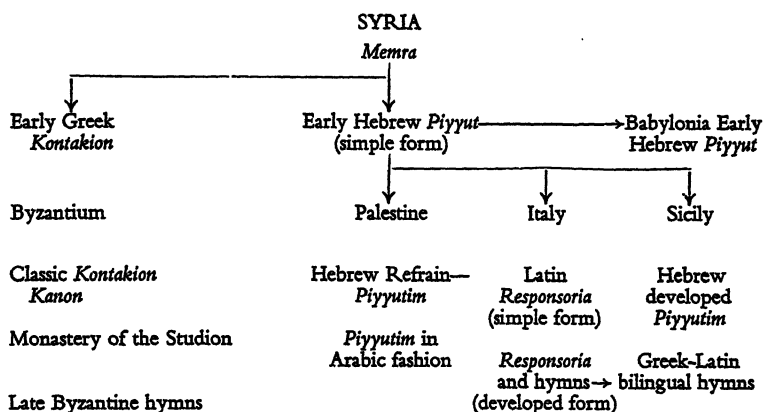 SYRIA
Memra
Early Greek
Kontakion
Early Hebrew Piyyut
(simple form)
Babylonia Early
Hebrew Piyyut
Byzantium
Palestine
Italy
Sicily
Classic Kontakion
Kanon
Hebrew Refrain—
Piyyutim
Latin
Responsoria
(simple form)
Hebrew
developed
Piyyutim
Monastery of the Studion
Piyyutim in
Arabic fashion
Responsoria
and hymns
(developed form)
Greek-Latin
bilingual hymns
Late Byzantine hymns